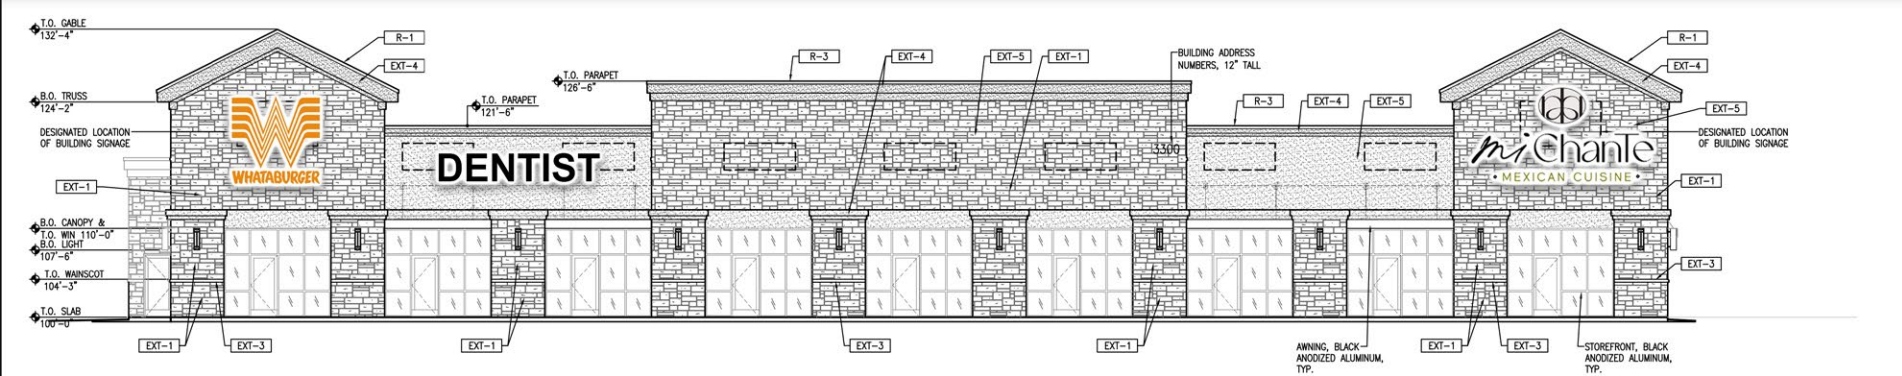 T.O. GABLE
132'-4"
R-1
EXT-4
B.O. TRUSS
124'-2"
DESIGNATED LOCATION
OF BUILDING SIGNAGE
EXT-1
B.O. CANOPY &
T.O. WIN 110'-0"
B.O. LIGHT
107'-6"
T.O. WAINSCOT
104'-3"
T.O. SLAB
100'-0"
WHATABURGER
T.O. PARAPET
121'-6"
DENTIST
T.O. PARAPET
126'-6"
R-3
EXT-4
EXT-5
EXT-1
BUILDING ADDRESS
NUMBERS, 12" TALL
3300
R-3
EXT-4
EXT-5
R-1
EXT-4
EXT-5
DESIGNATED LOCATION
OF BUILDING SIGNAGE
mi Chante
• MEXICAN CUISINE •
EXT-1
EXT-3
EXT-1
EXT-3
EXT-1
EXT-3
EXT-1
AWNING, BLACK
ANODIZED ALUMINUM,
TYP.
EXT-1
EXT-3
STOREFRONT, BLACK
ANODIZED ALUMINUM,
TYP.